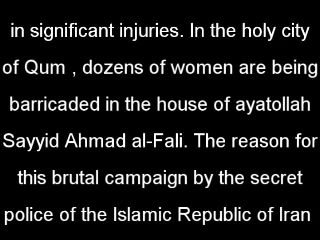 in significant injuries. In the holy city
of Qum , dozens of women are being
barricaded in the house of ayatollah
Sayyid Ahmad al-Fali. The reason for
this brutal campaign by the secret
police of the Islamic Republic of Iran